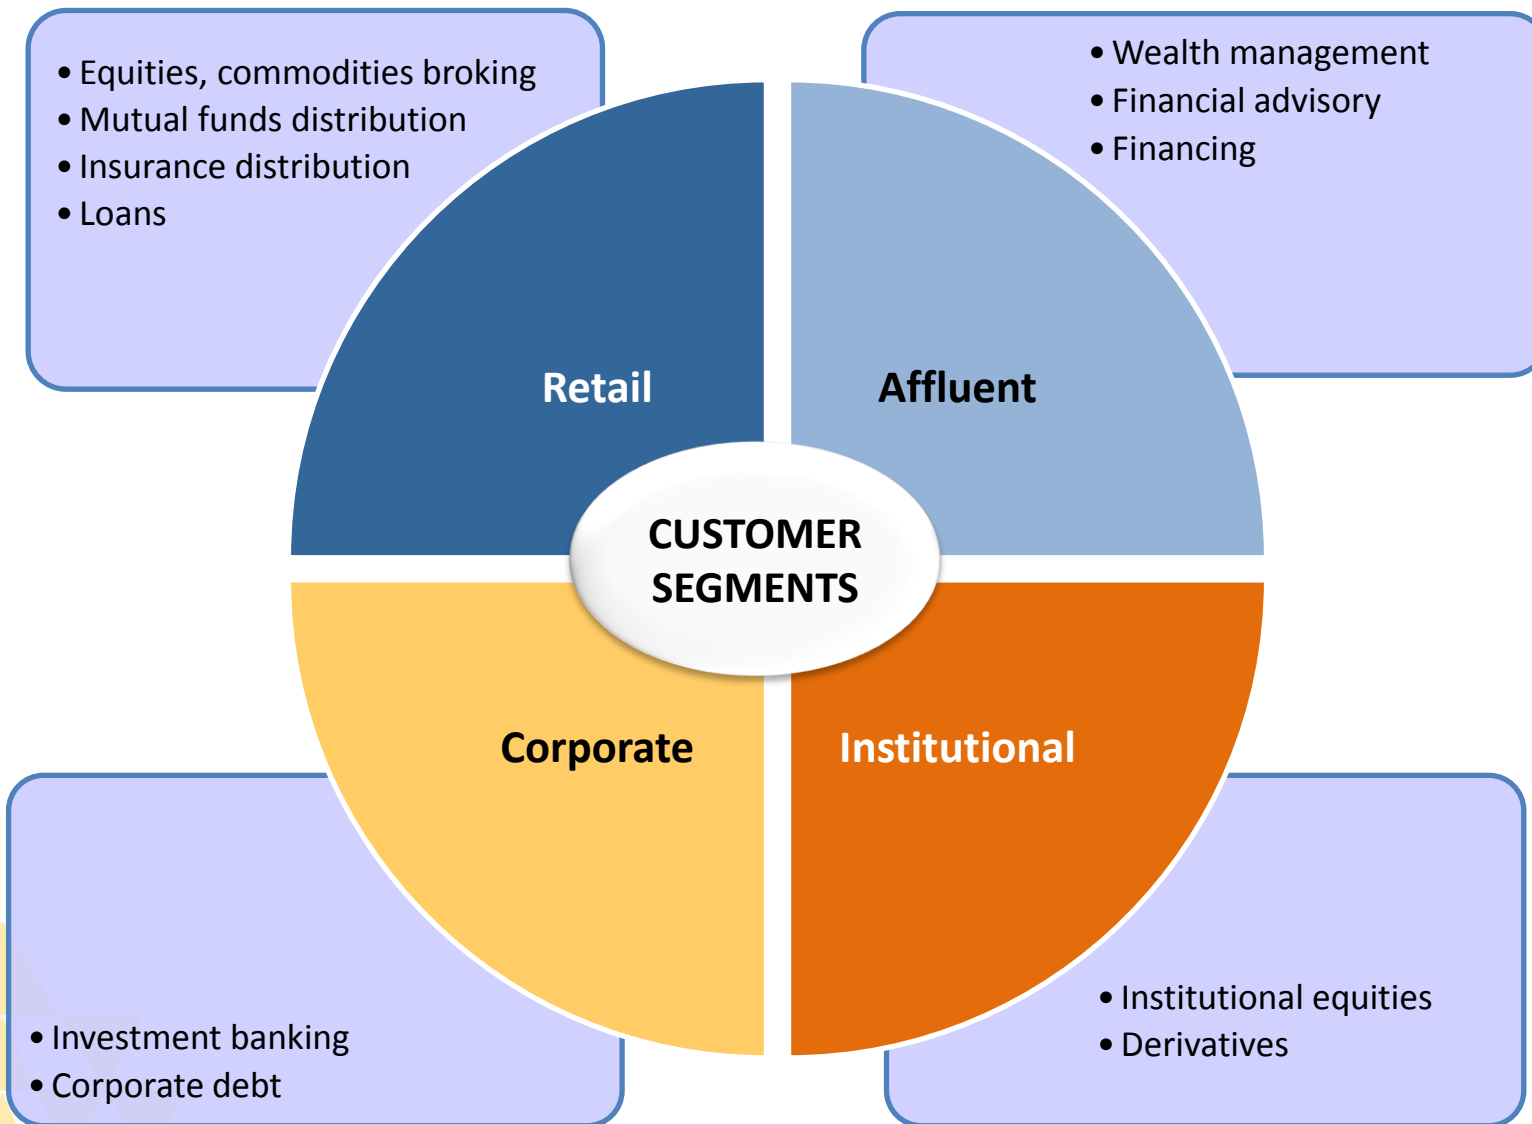 • Equities, commodities broking
• Mutual funds distribution
• Insurance distribution
• Loans
• Wealth management
• Financial advisory
• Financing
Retail
Affluent
CUSTOMER
SEGMENTS
Corporate
Institutional
• Investment banking
• Corporate debt
• Institutional equities
• Derivatives